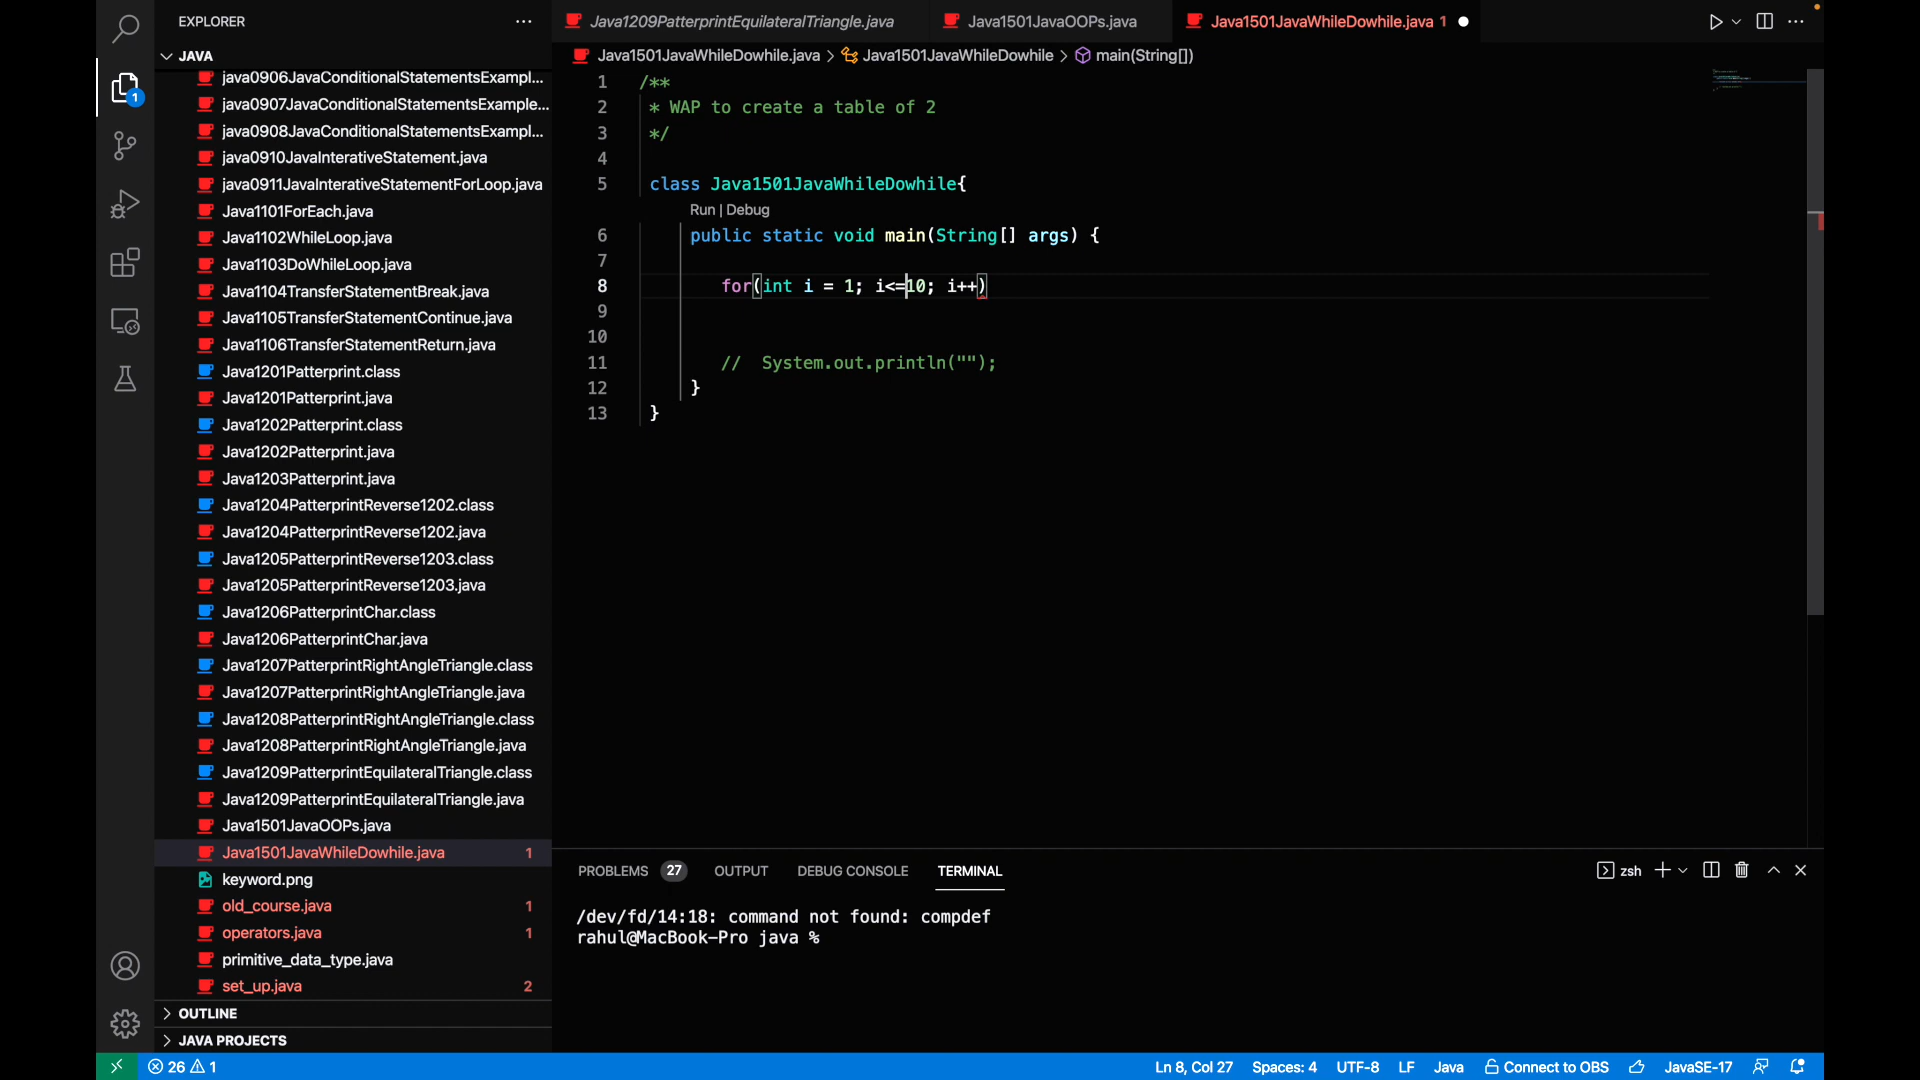 EXPLORER
JAVA
java0906JavaConditionalStatementsExampl...
java0907JavaConditionalStatementsExample...
java0908JavaConditionalStatementsExampl...
java0910JavaInterativeStatement.java
java0911JavaInterativeStatementForLoop.java
Java1101ForEach.java
Java1102WhileLoop.java
Java1103DoWhileLoop.java
Java1104TransferStatementBreak.java
Java1105TransferStatementContinue.java
Java1106TransferStatementReturn.java
Java1201Patterprint.class
Java1201Patterprint.java
Java1202Patterprint.class
Java1202Patterprint.java
Java1203Patterprint.java
Java1204PatterprintReverse1202.class
Java1204PatterprintReverse1202.java
Java1205PatterprintReverse1203.class
Java1205PatterprintReverse1203.java
Java1206PatterprintChar.class
Java1206PatterprintChar.java
Java1207PatterprintRightAngleTriangle.class
Java1207PatterprintRightAngleTriangle.java
Java1208PatterprintRightAngleTriangle.class
Java1208PatterprintRightAngleTriangle.java
Java1209PatterprintEquilateralTriangle.class
Java1209PatterprintEquilateralTriangle.java
Java1501JavaOOPs.java
Java1501JavaWhileDowhile.java 1
keyword.png
old_course.java 1
operators.java 1
primitive_data_type.java
set_up.java 2
OUTLINE
JAVA PROJECTS
1
Java1209PatterprintEquilateralTriangle.java Java1501JavaOOPs.java Java1501JavaWhileDowhile.java 1
Java1501JavaWhileDowhile.java > Java1501JavaWhileDowhile > main(String[])
1 /**
2 * WAP to create a table of 2
3 */
4
5 class Java1501JavaWhileDowhile{
Run | Debug
6 public static void main(String[] args) {
7
8 for(int i = 1; i<=10; i++)
9
10
11 // System.out.println("");
12 }
13 }
PROBLEMS 27 OUTPUT DEBUG CONSOLE TERMINAL zsh
/dev/fd/14:18: command not found: compdef
rahul@MacBook-Pro java %
26 1 Ln 8, Col 27 Spaces: 4 UTF-8 LF Java Connect to OBS JavaSE-17